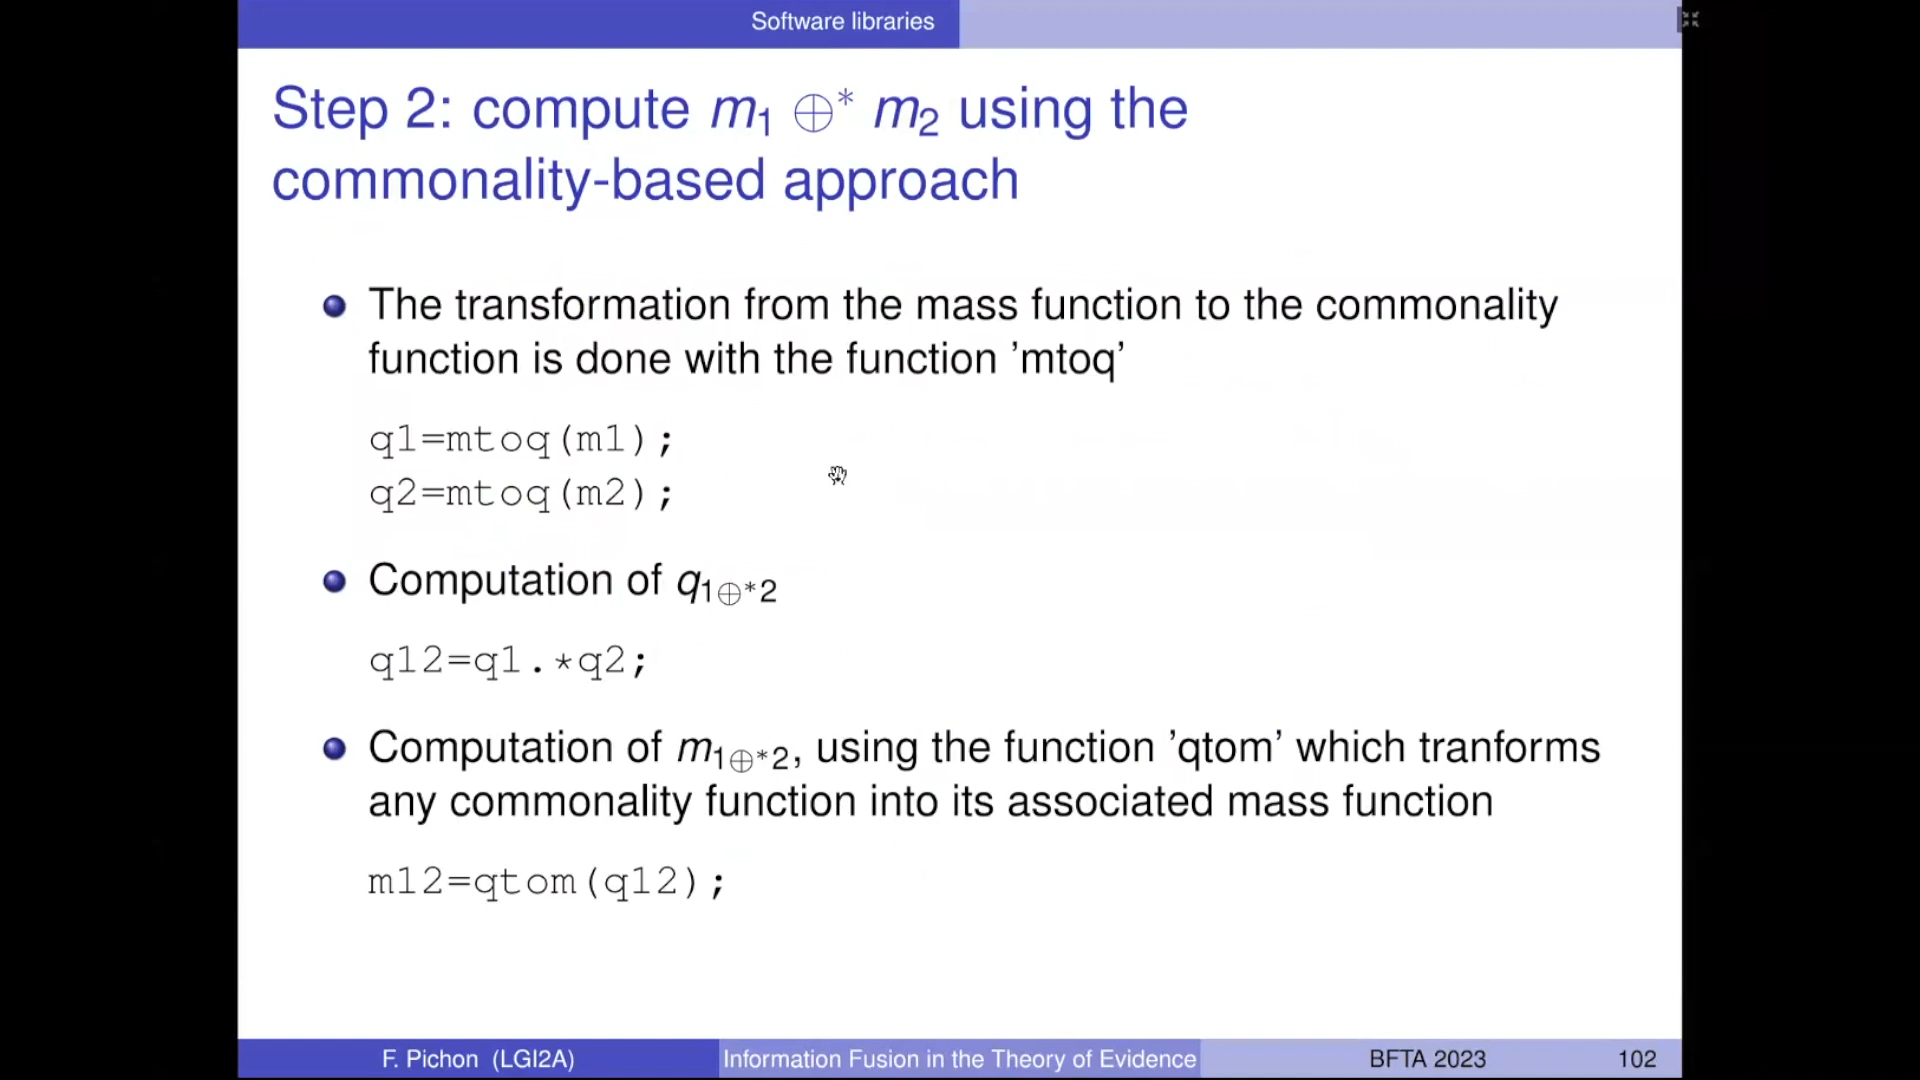 Software libraries
Step 2: compute m₁ ⊕* m₂ using the
commonality-based approach
The transformation from the mass function to the commonality
function is done with the function ’mtoq’
q1=mtoq(m1);
q2=mtoq(m2);
Computation of q₁⊕*₂
q12=q1.*q2;
Computation of m₁⊕*₂, using the function ’qtom’ which tranforms
any commonality function into its associated mass function
m12=qtom(q12);
F. Pichon (LGI2A) Information Fusion in the Theory of Evidence BFTA 2023 102